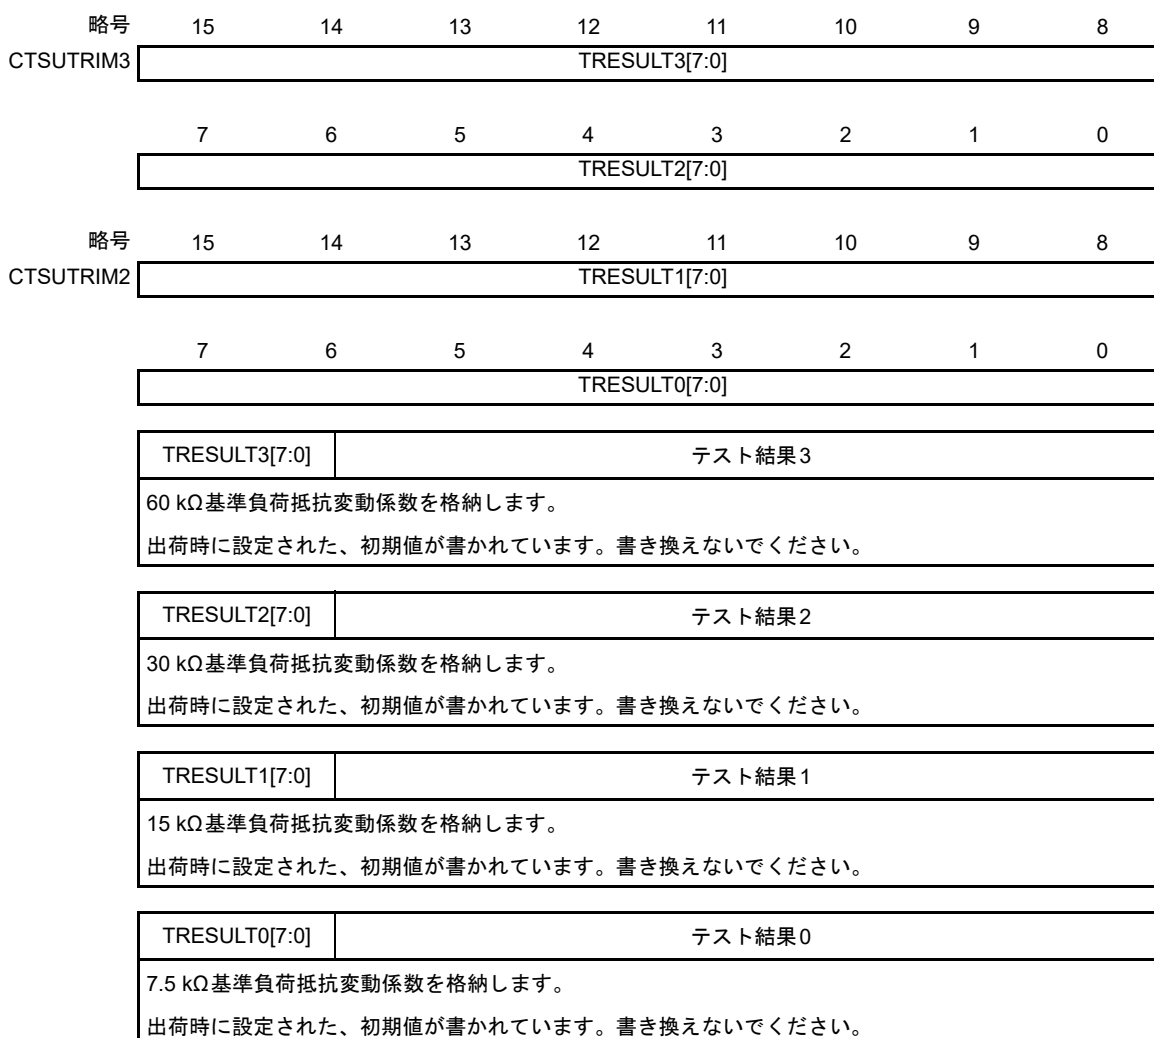 略号 15 14 13 12 11 10 9 8
CTSUTRIM3 TRESULT3[7:0]
7 6 5 4 3 2 1 0
TRESULT2[7:0]
略号 15 14 13 12 11 10 9 8
CTSUTRIM2 TRESULT1[7:0]
7 6 5 4 3 2 1 0
TRESULT0[7:0]
TRESULT3[7:0] テスト結果3
60 kΩ基準負荷抵抗変動係数を格納します。
出荷時に設定された、初期値が書かれています。書き換えないでください。
TRESULT2[7:0] テスト結果2
30 kΩ基準負荷抵抗変動係数を格納します。
出荷時に設定された、初期値が書かれています。書き換えないでください。
TRESULT1[7:0] テスト結果1
15 kΩ基準負荷抵抗変動係数を格納します。
出荷時に設定された、初期値が書かれています。書き換えないでください。
TRESULT0[7:0] テスト結果0
7.5 kΩ基準負荷抵抗変動係数を格納します。
出荷時に設定された、初期値が書かれています。書き換えないでください。